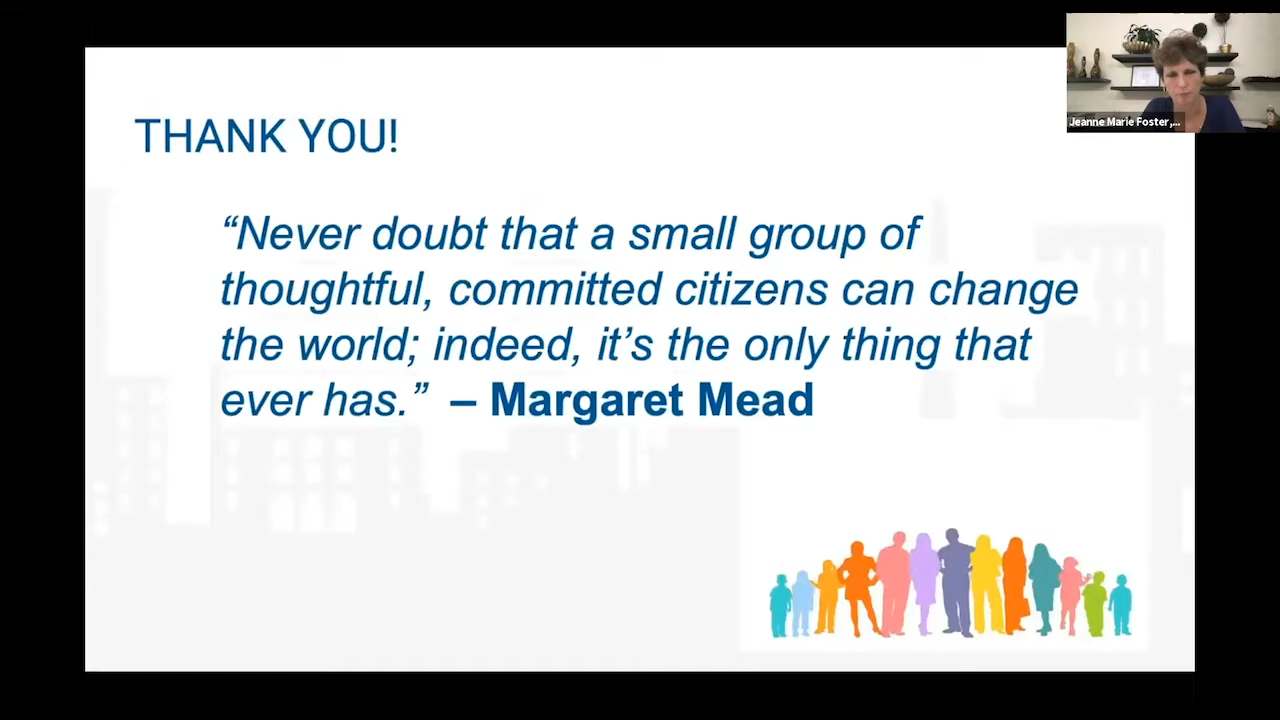 Jeanne Marie Foster,...
THANK YOU!
“Never doubt that a small group of
thoughtful, committed citizens can change
the world; indeed, it’s the only thing that
ever has.” – Margaret Mead